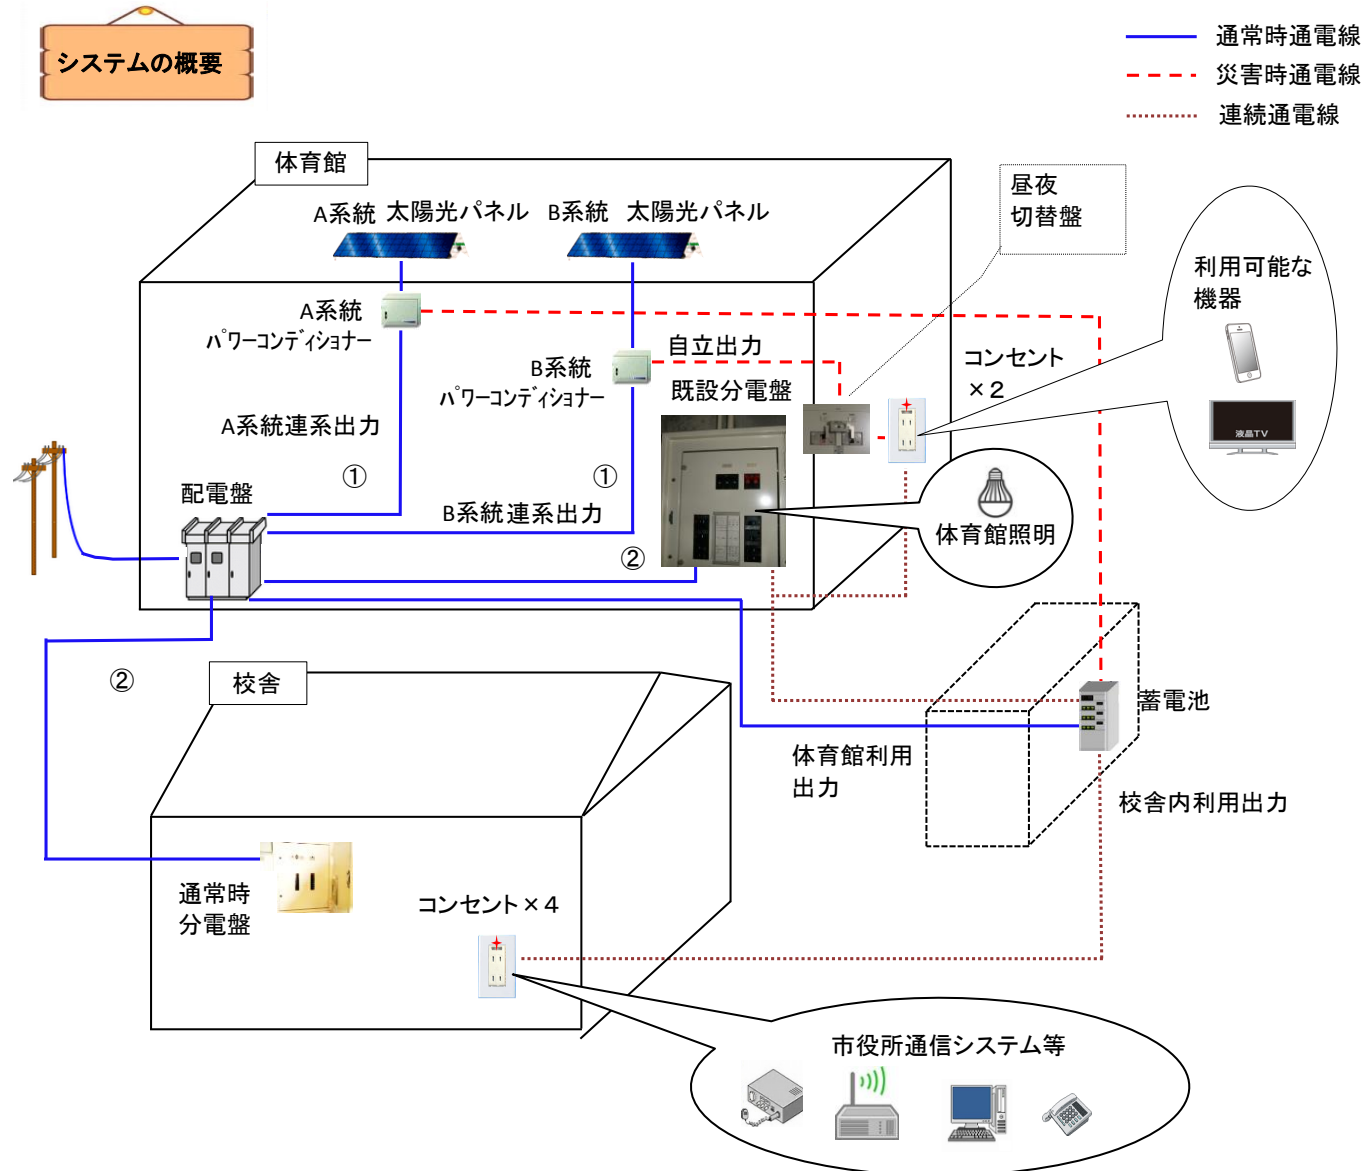 システムの概要
通常時通電線
災害時通電線
連続通電線
体育館
昼夜
切替盤
A系統 太陽光パネル
B系統 太陽光パネル
利用可能な
機器
A系統
パワーコンディショナー
自立出力
コンセント
×2
B系統
パワーコンディショナー
既設分電盤
A系統連系出力
液晶TV
①
①
配電盤
B系統連系出力
体育館照明
②
②
校舎
蓄電池
体育館利用
出力
校舎内利用出力
通常時
分電盤
コンセント×4
市役所通信システム等